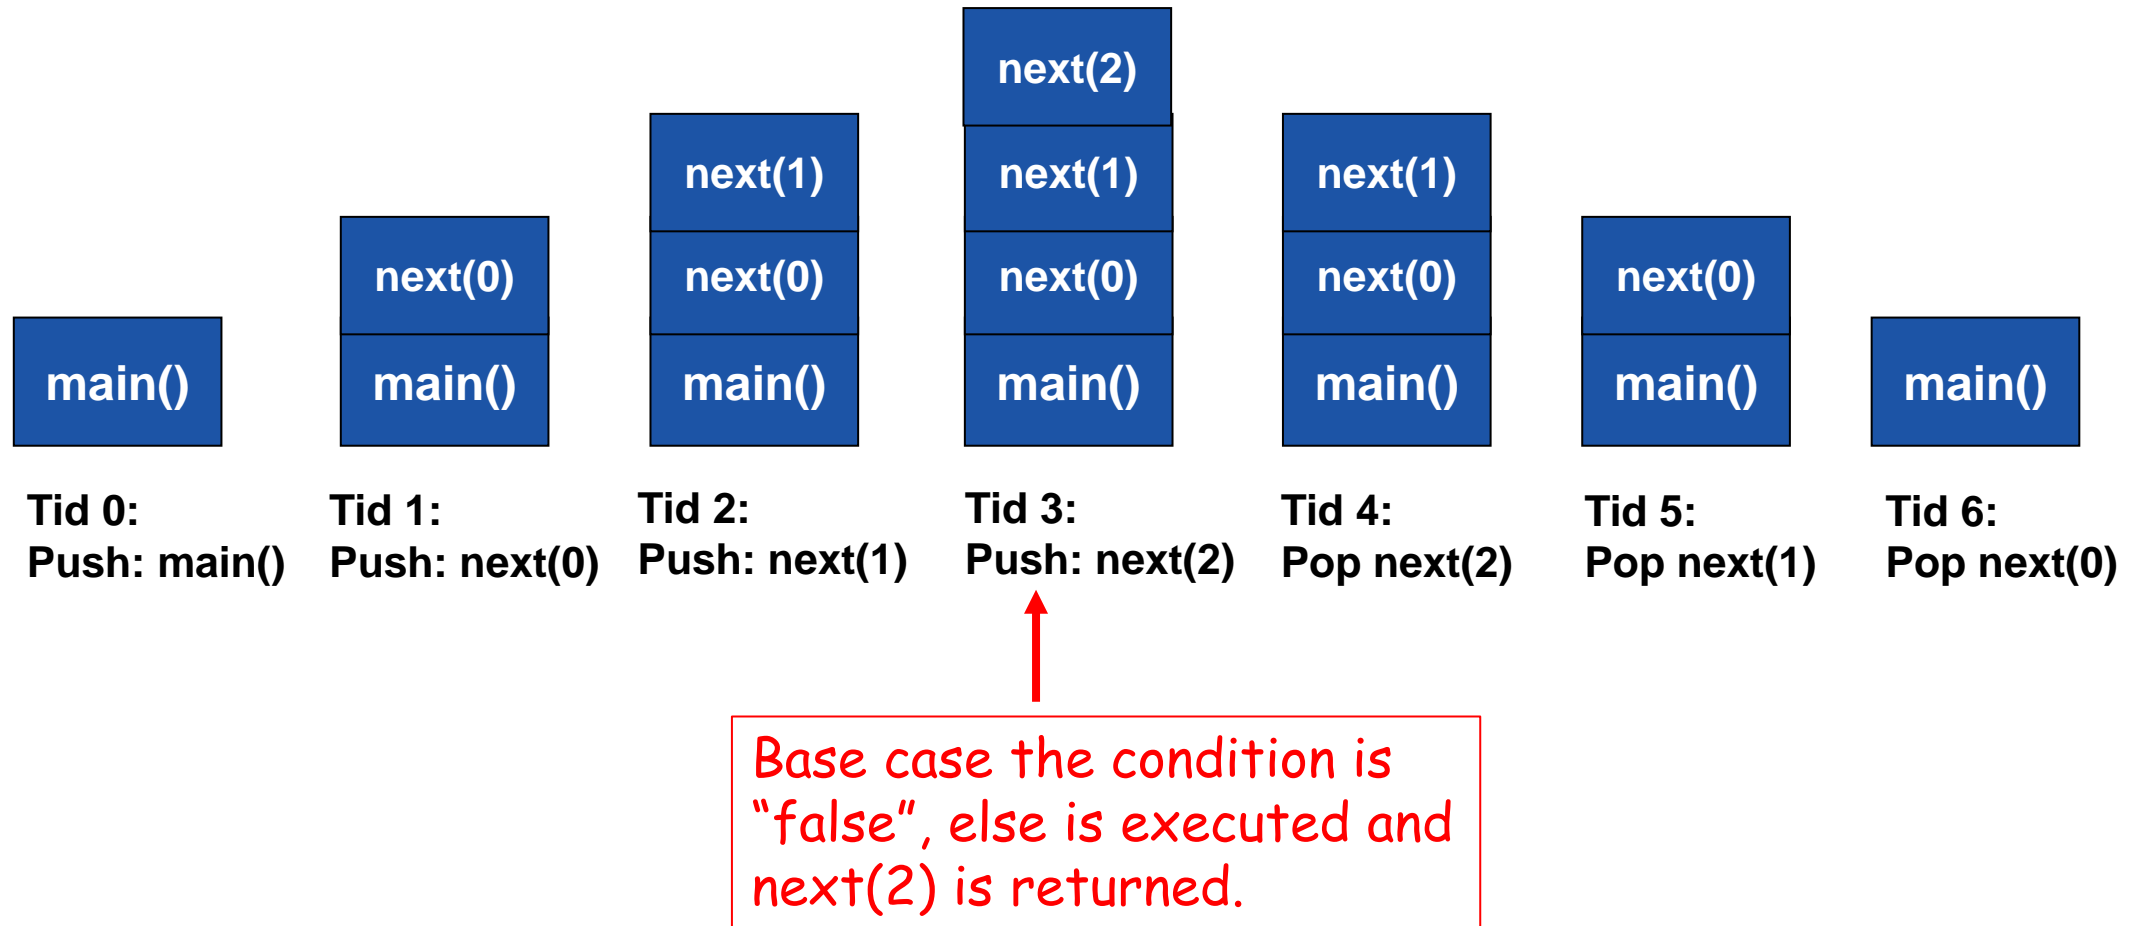 main()
Tid 0:
Push: main()
next(0)
main()
Tid 1:
Push: next(0)
next(1)
next(0)
main()
Tid 2:
Push: next(1)
next(2)
next(1)
next(0)
main()
Tid 3:
Push: next(2)
next(1)
next(0)
main()
Tid 4:
Pop next(2)
next(0)
main()
Tid 5:
Pop next(1)
main()
Tid 6:
Pop next(0)
Base case the condition is
“false”, else is executed and
next(2) is returned.